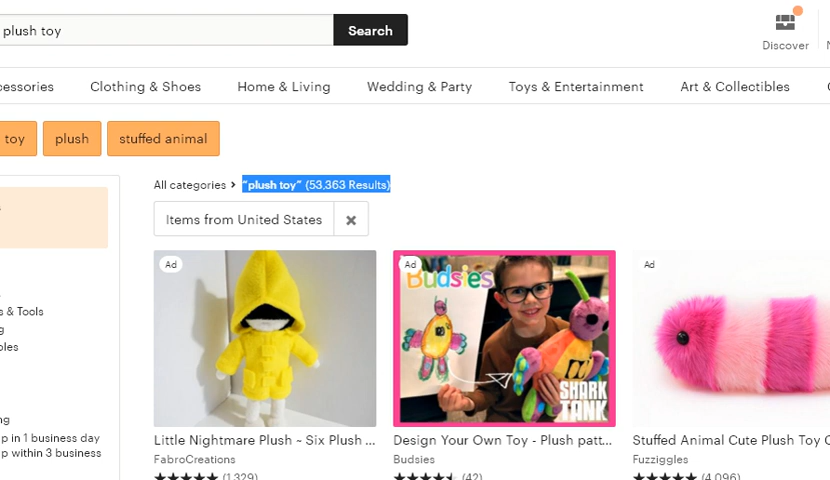 plush toy
Search
Discover
cessories Clothing & Shoes Home & Living Wedding & Party Toys & Entertainment Art & Collectibles
toy plush stuffed animal
All categories > "plush toy" (53,363 Results)
Items from United States ×
s & Tools
Ad Ad Ad
Budsies
SHARK
TANK
ng
p in 1 business day
p within 3 business
Little Nightmare Plush ~ Six Plush ... Design Your Own Toy - Plush patt... Stuffed Animal Cute Plush Toy
FabroCreations Budsies Fuzziggles
★★★★★ (1,329) (42) ★★★★★ (4,096)